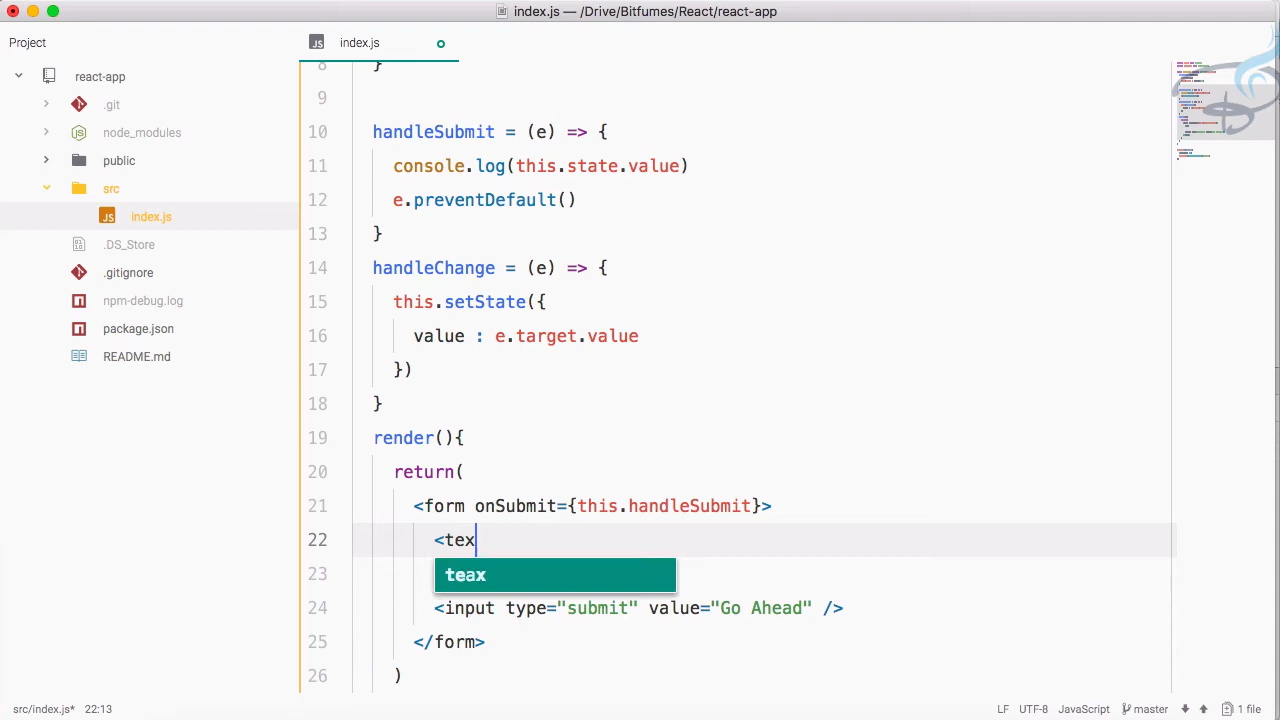 index.js — /Drive/Bitfumes/React/react-app
Project
JS index.js
react-app
.git
node_modules
public
src
JS index.js
.DS_Store
.gitignore
npm-debug.log
package.json
README.md
8 }
9
10 handleSubmit = (e) => {
11 console.log(this.state.value)
12 e.preventDefault()
13 }
14 handleChange = (e) => {
15 this.setState({
16 value : e.target.value
17 })
18 }
19 render(){
20 return(
21 <form onSubmit={this.handleSubmit}>
22 <tex
23 teax
24 <input type="submit" value="Go Ahead" />
25 </form>
26 )
src/index.js* 22:13
LF UTF-8 JavaScript master 1 file